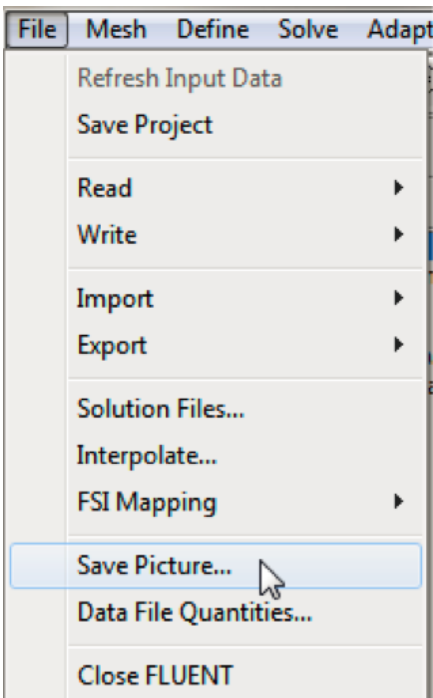 File Mesh Define Solve Adapt
Refresh Input Data
Save Project
Read
Write
Import
Export
Solution Files...
Interpolate...
FSI Mapping
Save Picture...
Data File Quantities...
Close FLUENT